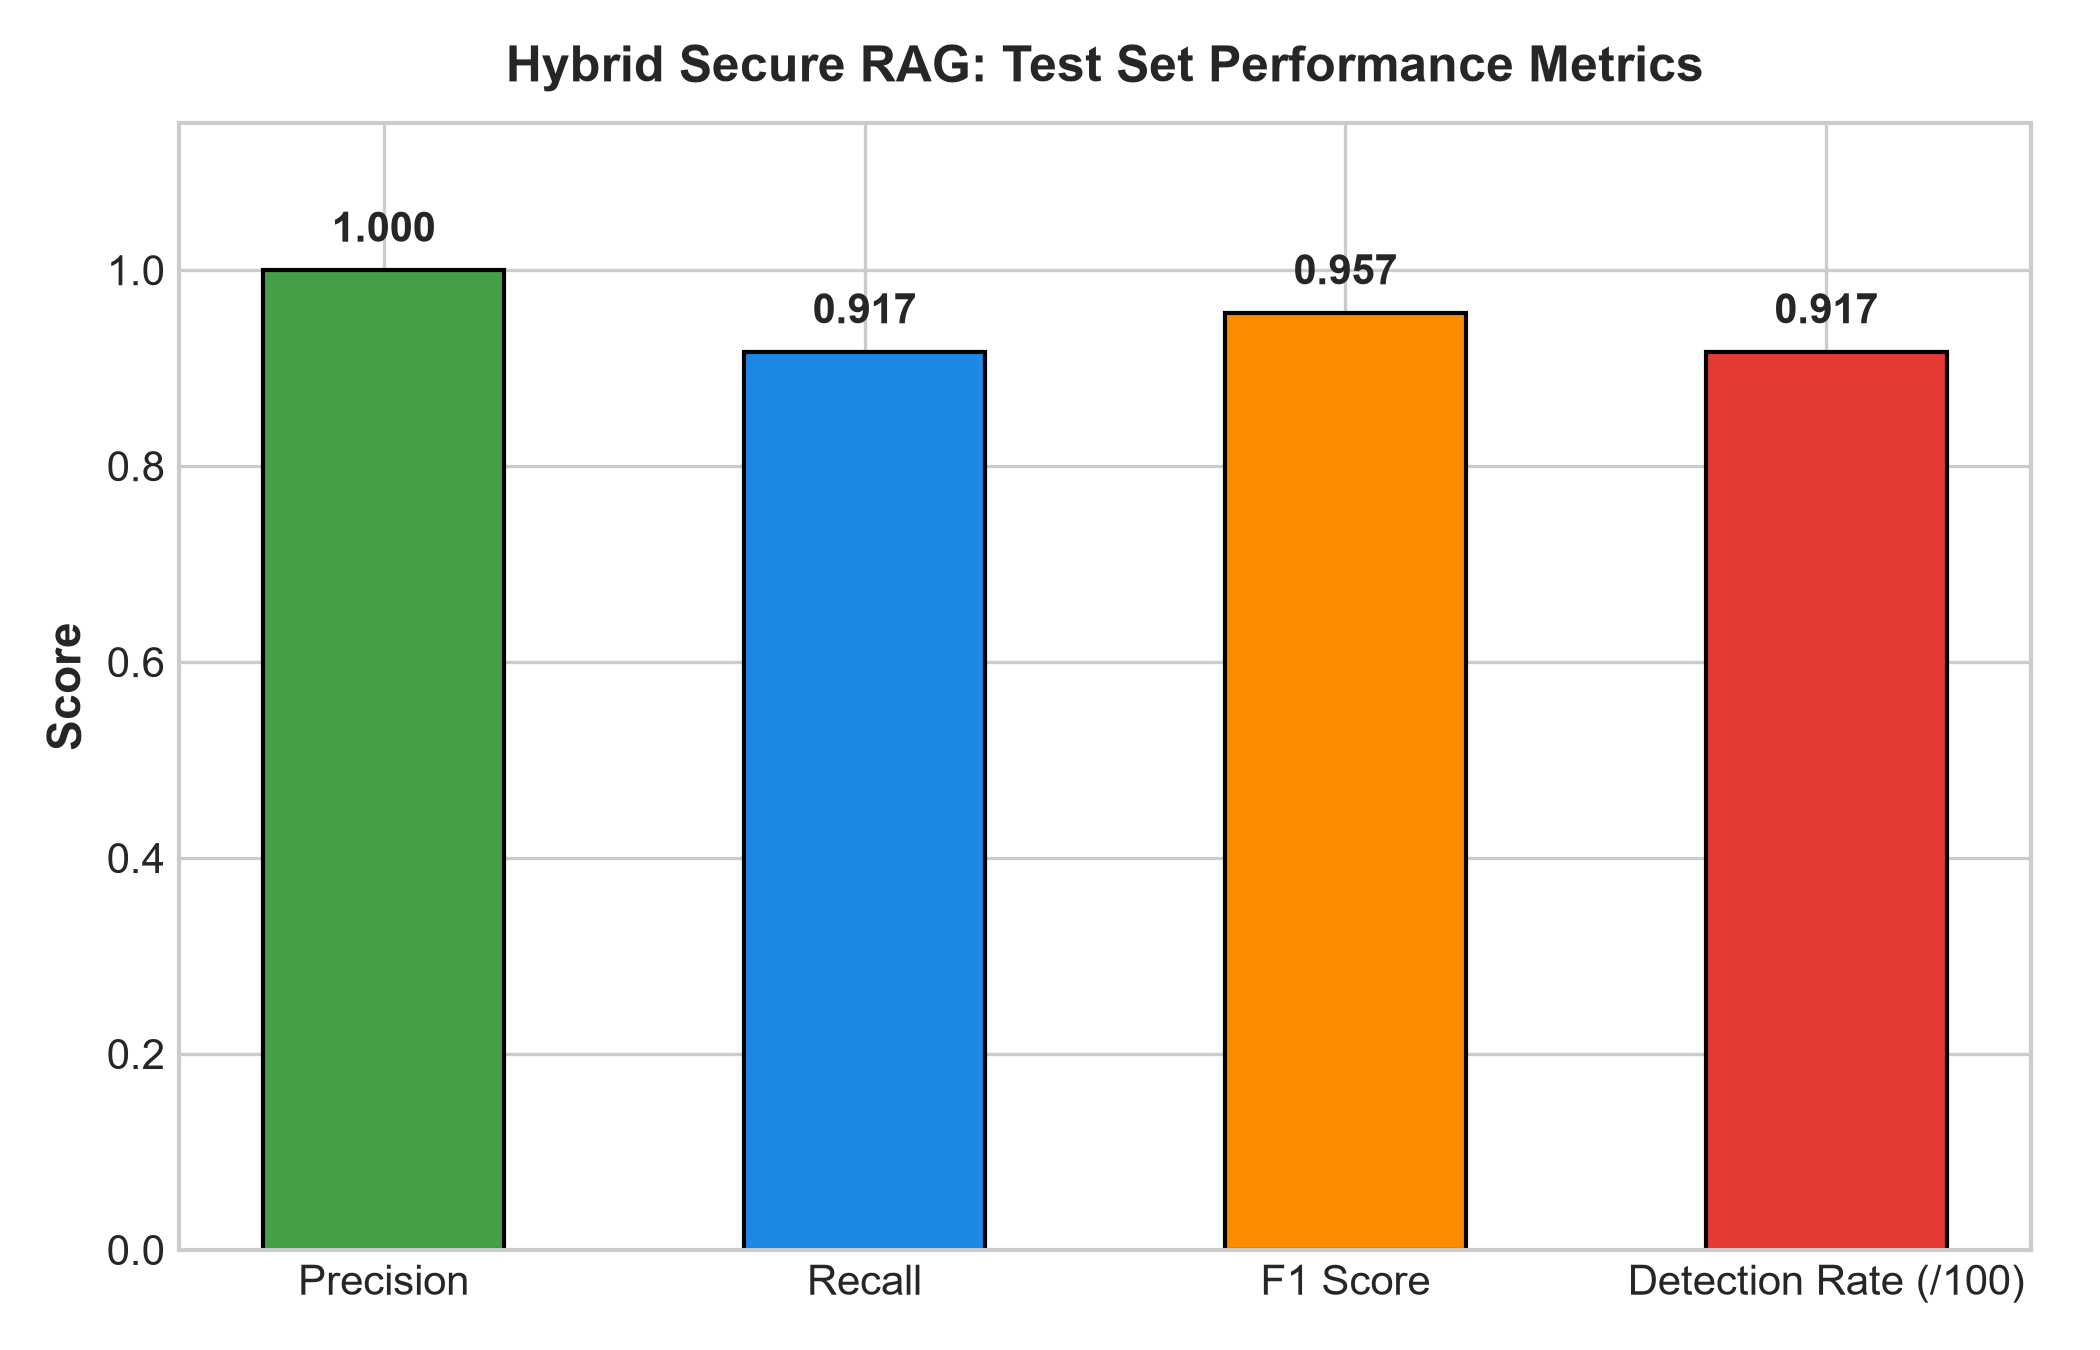 Hybrid Secure RAG: Test Set Performance Metrics
1.000
0.917
0.957
0.917
1.0
0.8
0.6
0.4
0.2
0.0
Score
Precision
Recall
F1 Score
Detection Rate (/100)